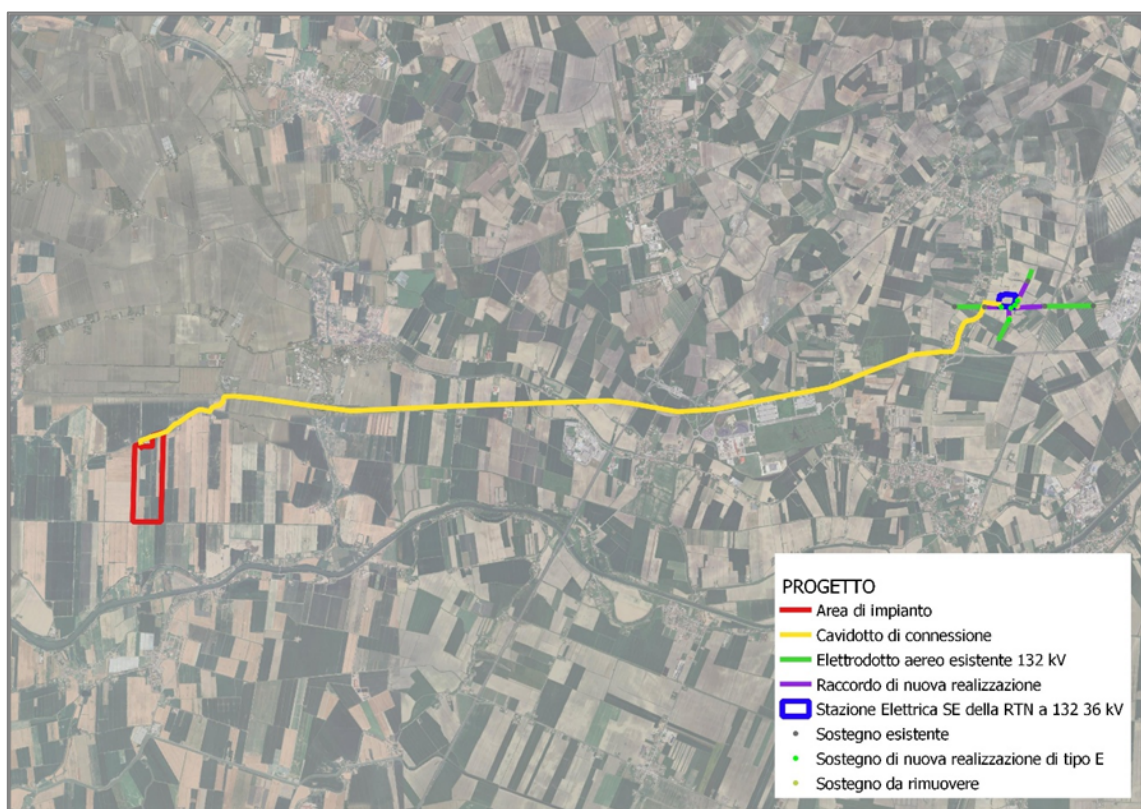 PROGETTO
Area di impianto
Cavidotto di connessione
Elettrodotto aereo esistente 132 kV
Raccordo di nuova realizzazione
Stazione Elettrica SE della RTN a 132 36 kV
Sostegno esistente
Sostegno di nuova realizzazione di tipo E
Sostegno da rimuovere